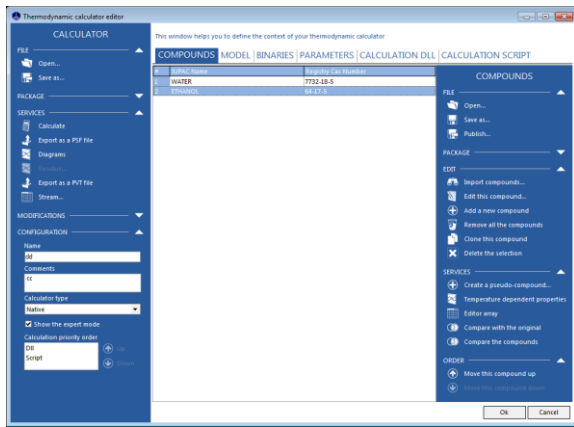 Thermodynamic calculator editor
CALCULATOR
FILE
Open...
Save as...
PACKAGE
SERVICES
Calculate
Export as a PSF file
Diagrams
Export as a PVT file
Stream...
MODIFICATIONS
CONFIGURATION
Name
dd
Comments
cc
Calculator type
Native
Show the expert mode
Calculation priority order
Dll
Script
Up
Down
This window helps you to define the context of your thermodynamic calculator
COMPOUNDS MODEL BINARIES PARAMETERS CALCULATION DLL CALCULATION SCRIPT
# IUPAC Name Registry Cas Number
1 WATER 7732-18-5
2 ETHANOL 64-17-5
COMPOUNDS
FILE
Open...
Save as...
Publish...
PACKAGE
EDIT
Import compounds...
Edit this compound...
Add a new compound
Remove all the compounds
Clone this compound
Delete the selection
SERVICES
Create a pseudo-compound...
Temperature dependent properties
Editor array
Compare with the original
Compare the compounds
ORDER
Move this compound up
Move this compound down
Ok Cancel